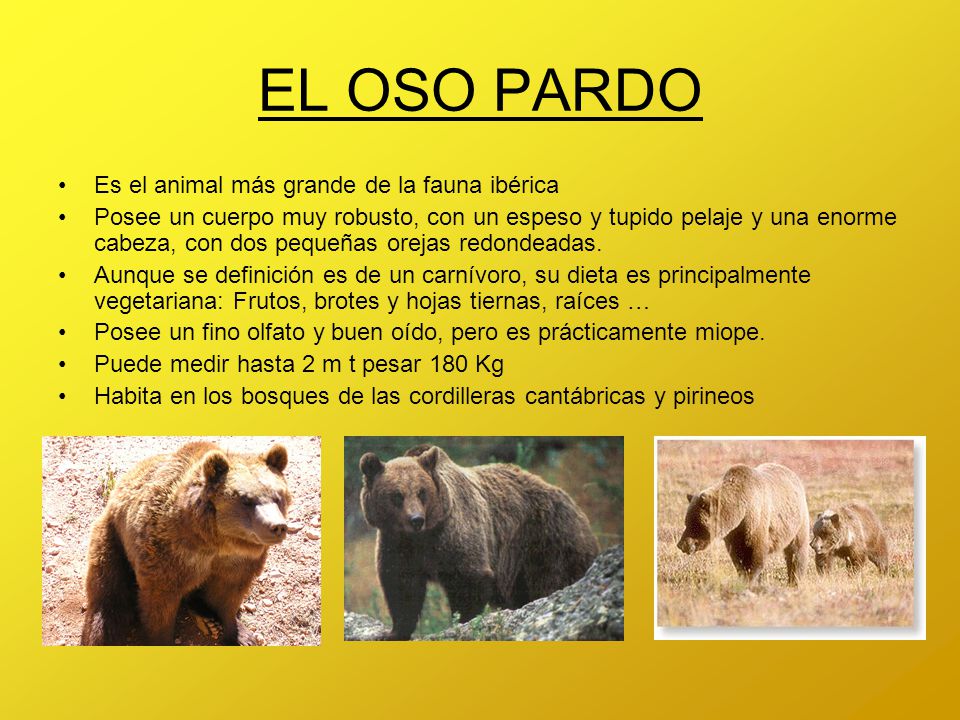 EL OSO PARDO
• Es el animal más grande de la fauna ibérica
• Posee un cuerpo muy robusto, con un espeso y tupido pelaje y una enorme
cabeza, con dos pequeñas orejas redondeadas.
• Aunque se definición es de un carnívoro, su dieta es principalmente
vegetariana: Frutos, brotes y hojas tiernas, raíces …
• Posee un fino olfato y buen oído, pero es prácticamente miope.
• Puede medir hasta 2 m t pesar 180 Kg
• Habita en los bosques de las cordilleras cantábricas y pirineos